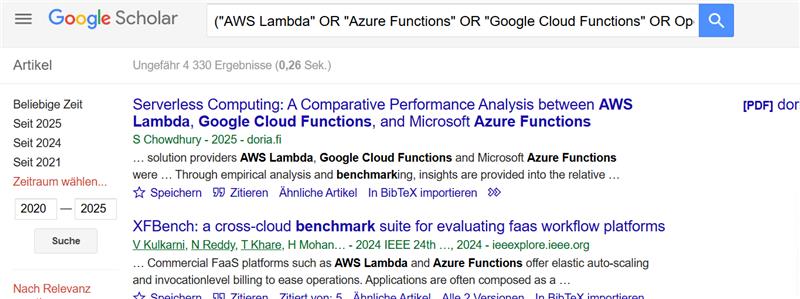 Google Scholar
("AWS Lambda" OR "Azure Functions" OR "Google Cloud Functions" OR Op
Artikel
Ungefähr 4 330 Ergebnisse (0,26 Sek.)
Beliebige Zeit
Seit 2025
Seit 2024
Seit 2021
Zeitraum wählen...
2020 — 2025
Suche
Nach Relevanz
Serverless Computing: A Comparative Performance Analysis between AWS
Lambda, Google Cloud Functions, and Microsoft Azure Functions
[PDF] dor
S Chowdhury - 2025 - doria.fi
… solution providers AWS Lambda, Google Cloud Functions and Microsoft Azure Functions
were … Through empirical analysis and benchmarking, insights are provided into the relative …
Speichern Zitieren Ähnliche Artikel In BibTeX importieren
XFBench: a cross-cloud benchmark suite for evaluating faas workflow platforms
V Kulkarni, N Reddy, T Khare, H Mohan… - 2024 IEEE 24th …, 2024 - ieeexplore.ieee.org
… Commercial FaaS platforms such as AWS Lambda and Azure Functions offer elastic auto-scaling
and invocationlevel billing to ease operations. Applications are often composed as a …
Speichern Zitieren Zitiert von: 5 Ähnliche Artikel Alle 2 Versionen In BibTeX importieren